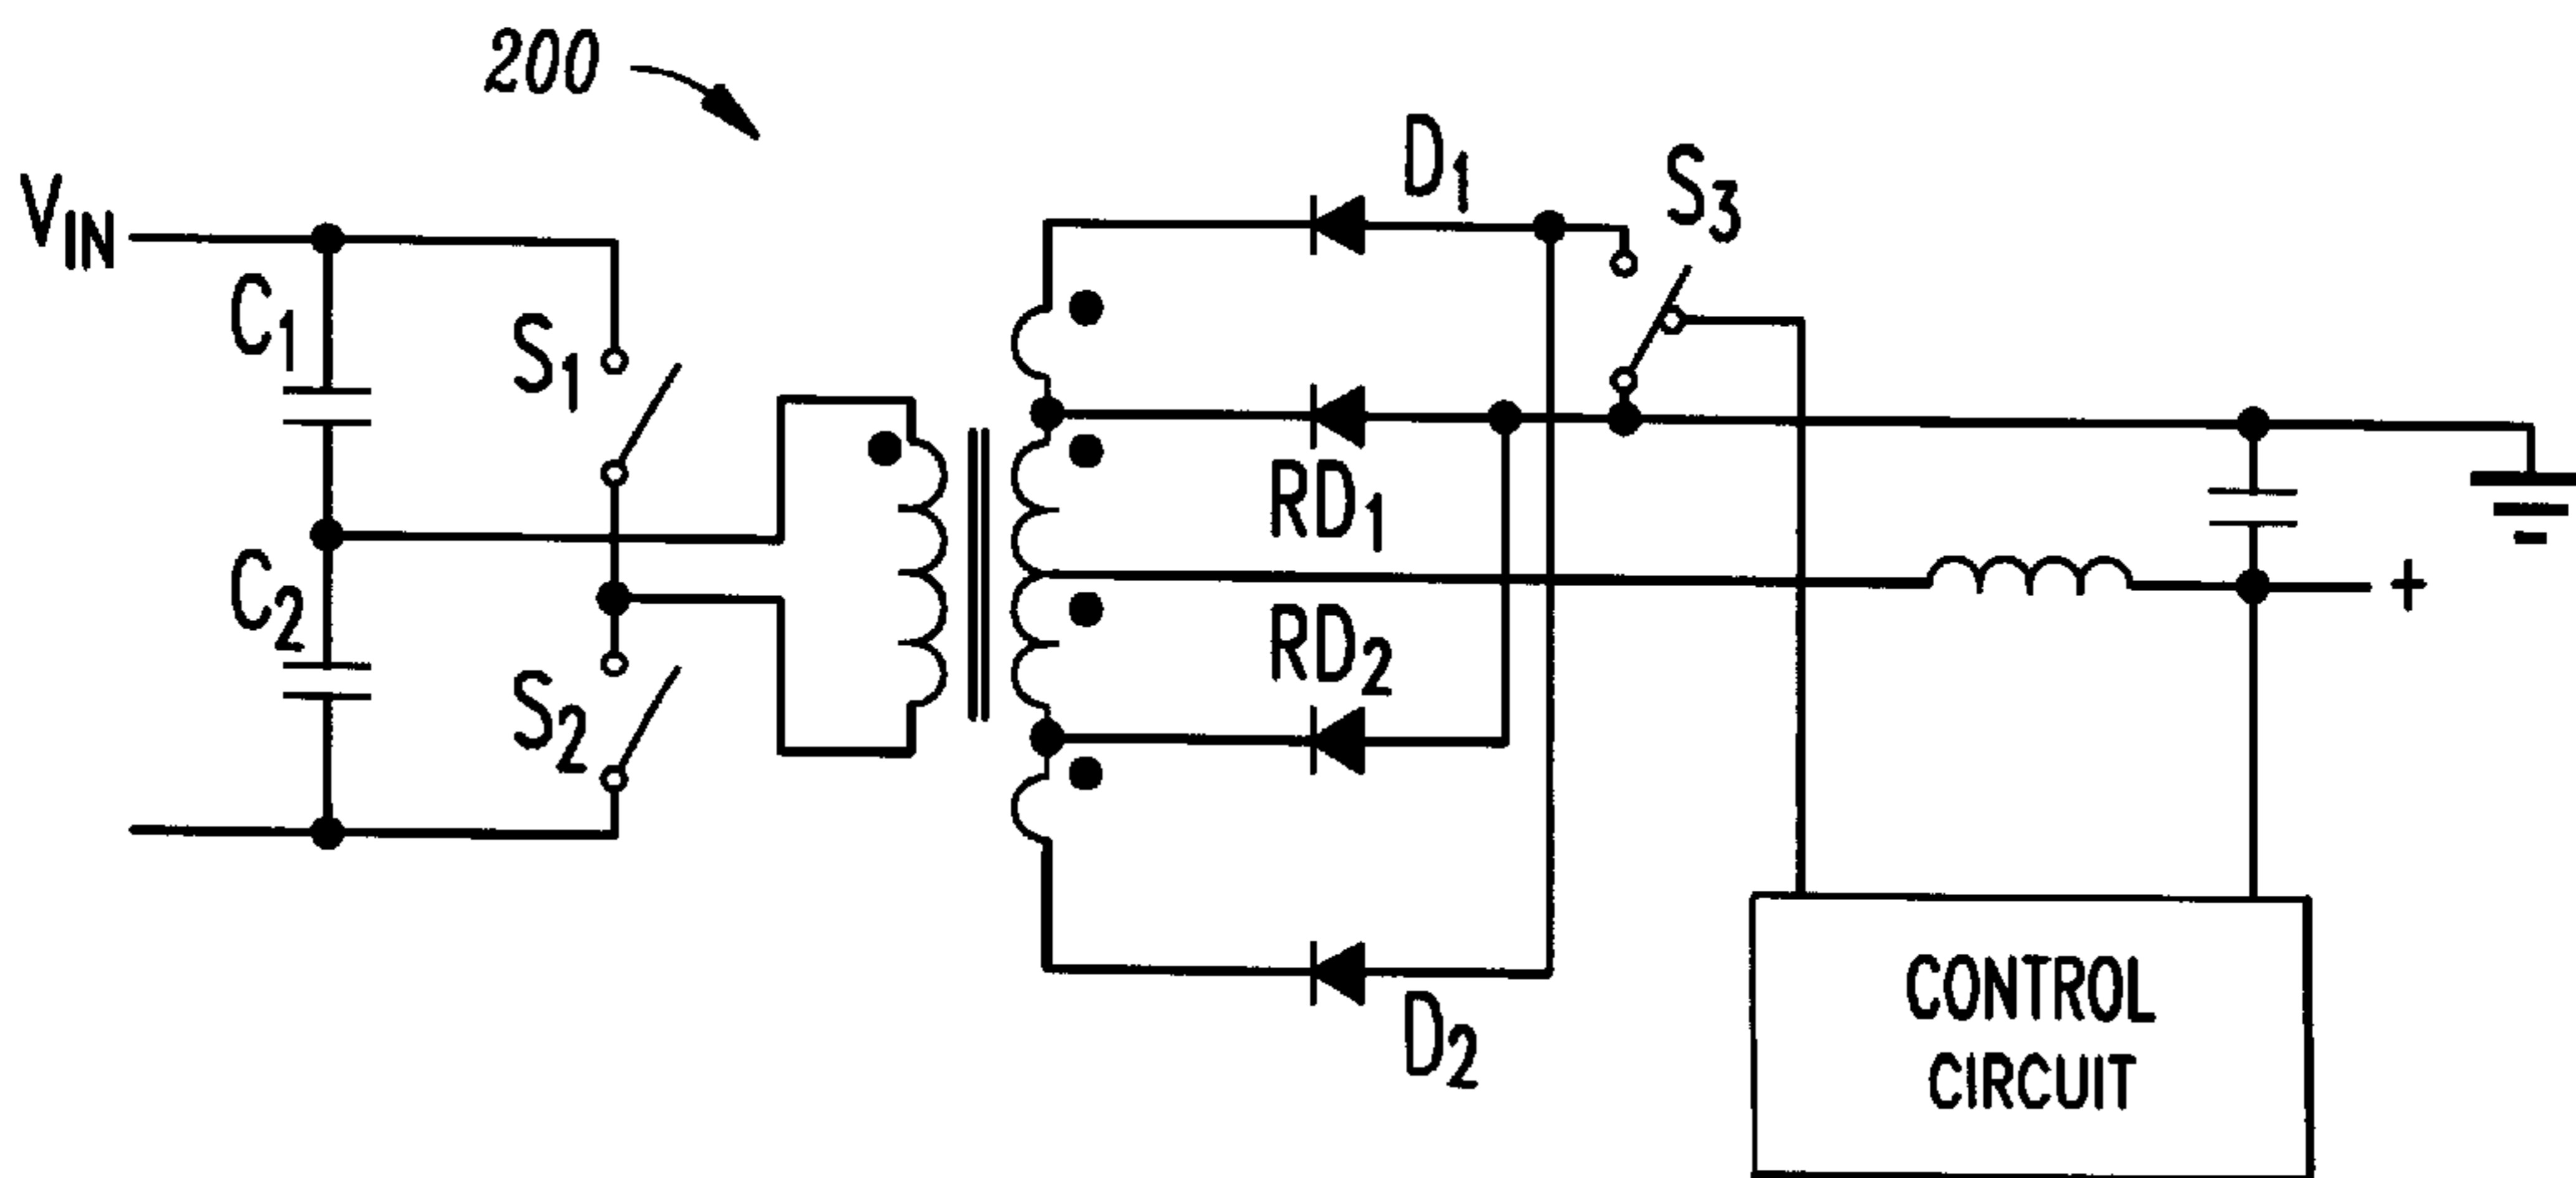 200
V_IN
C_1
S_1
C_2
S_2
D_1
S_3
RD_1
RD_2
D_2
+
CONTROL
CIRCUIT